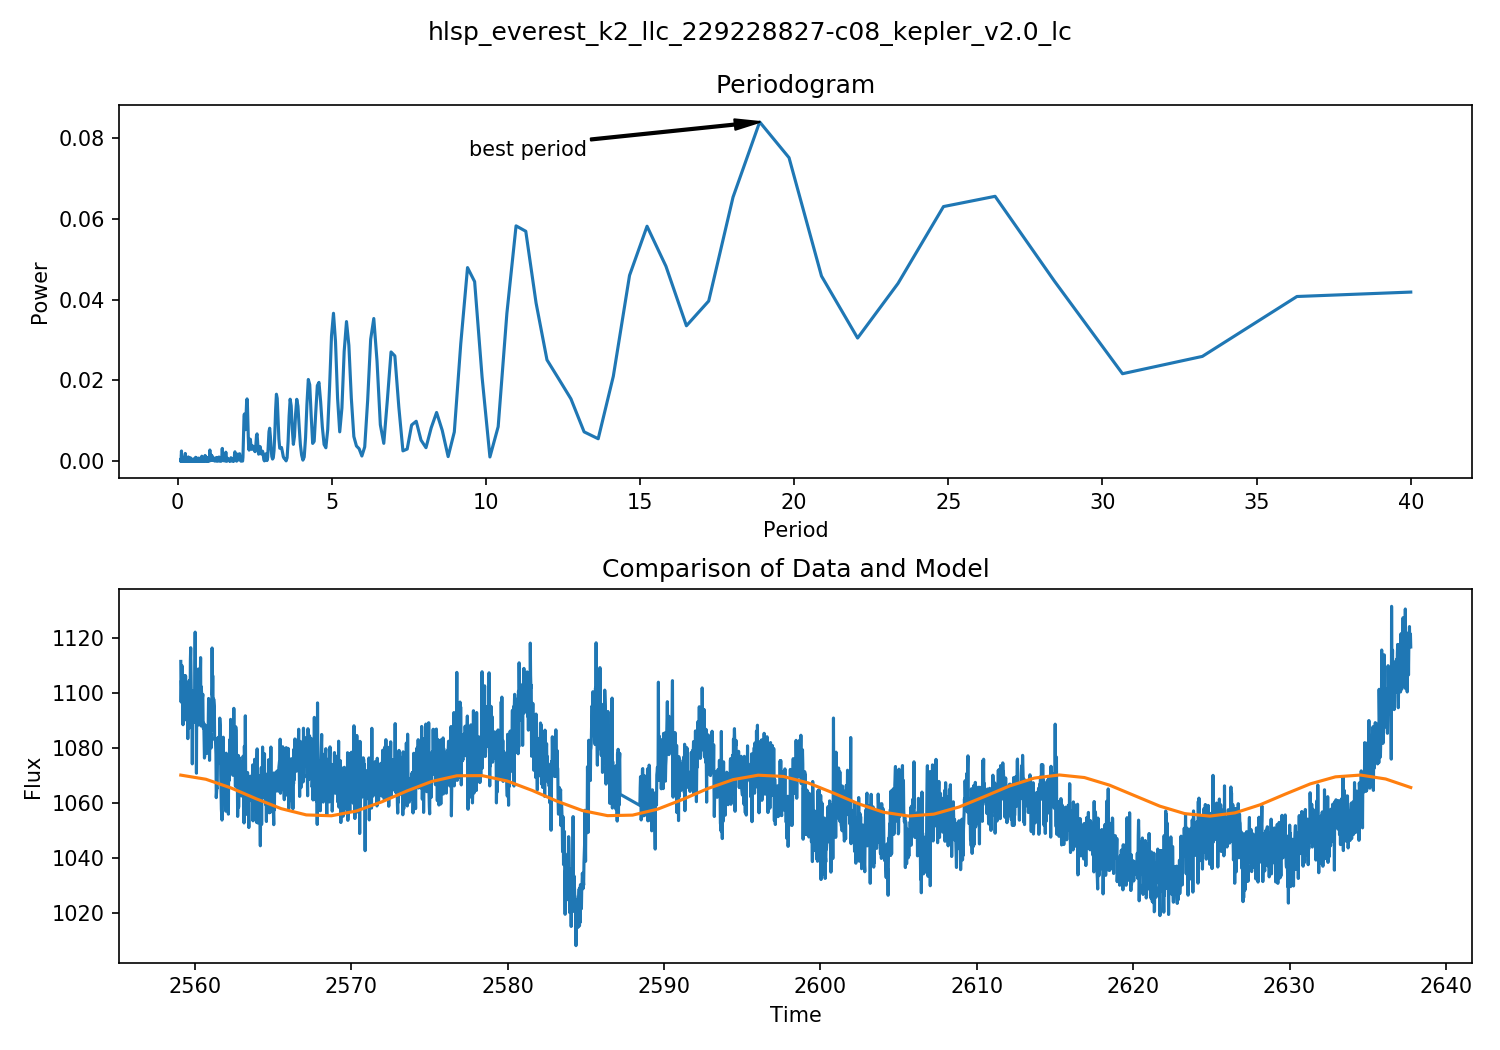 hlsp_everest_k2_llc_229228827-c08_kepler_v2.0_lc
Periodogram
0.08
0.06
0.04
0.02
0.00
Power
best period
0 5 10 15 20 25 30 35 40
Period
Comparison of Data and Model
1120
1100
1080
1060
1040
1020
Flux
2560 2570 2580 2590 2600 2610 2620 2630 2640
Time